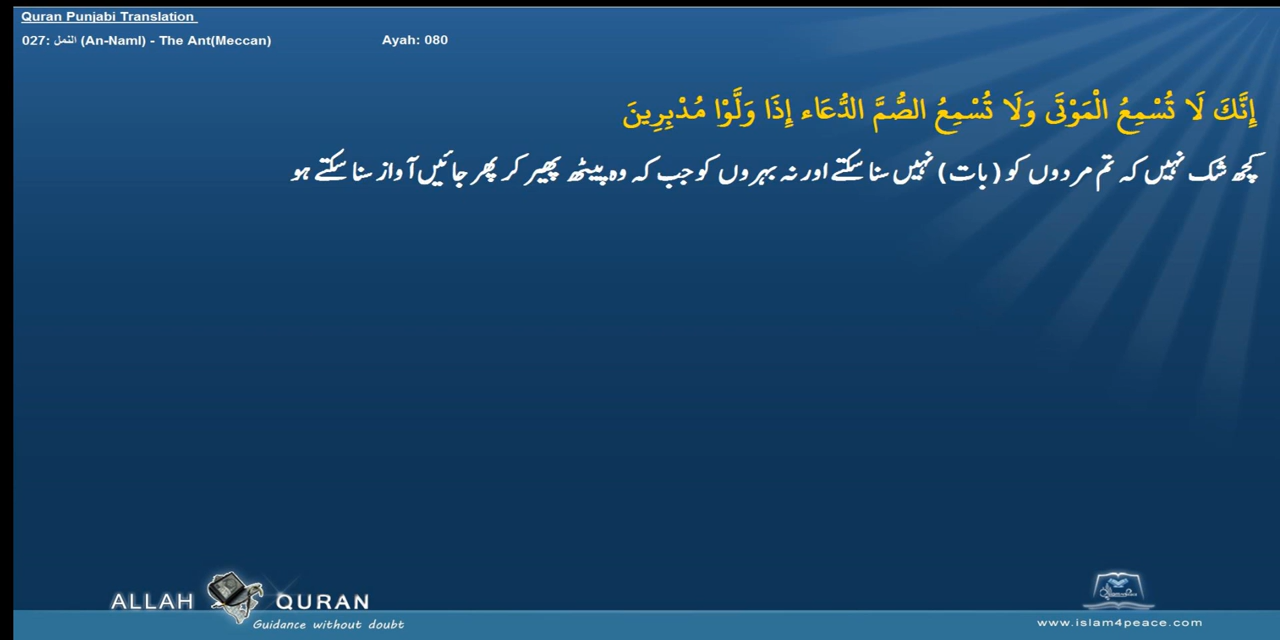 Quran Punjabi Translation
027: النمل (An-Naml) - The Ant(Meccan) Ayah: 080
إِنَّكَ لَا تُسْمِعُ الْمَوْتَى وَلَا تُسْمِعُ الصُّمَّ الدُّعَاء إِذَا وَلَّوْا مُدْبِرِينَ
کچھ شک نہیں کہ تم مردوں کو (بات) نہیں سنا سکتے اور نہ بہروں کو جب کہ وہ پیٹھ پھیر کر پھر جائیں آواز سنا سکتے ہو
ALLAH QURAN
Guidance without doubt
www.islam4peace.com